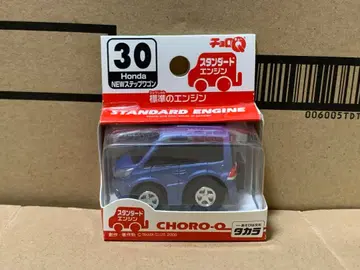 30
Honda
NEWステップワゴン
チョロQ
スタンダード
エンジン
標準のエンジン
STANDARD ENGINE
006005TDT
スタンダード
エンジン
CHORO-Q
タカラ